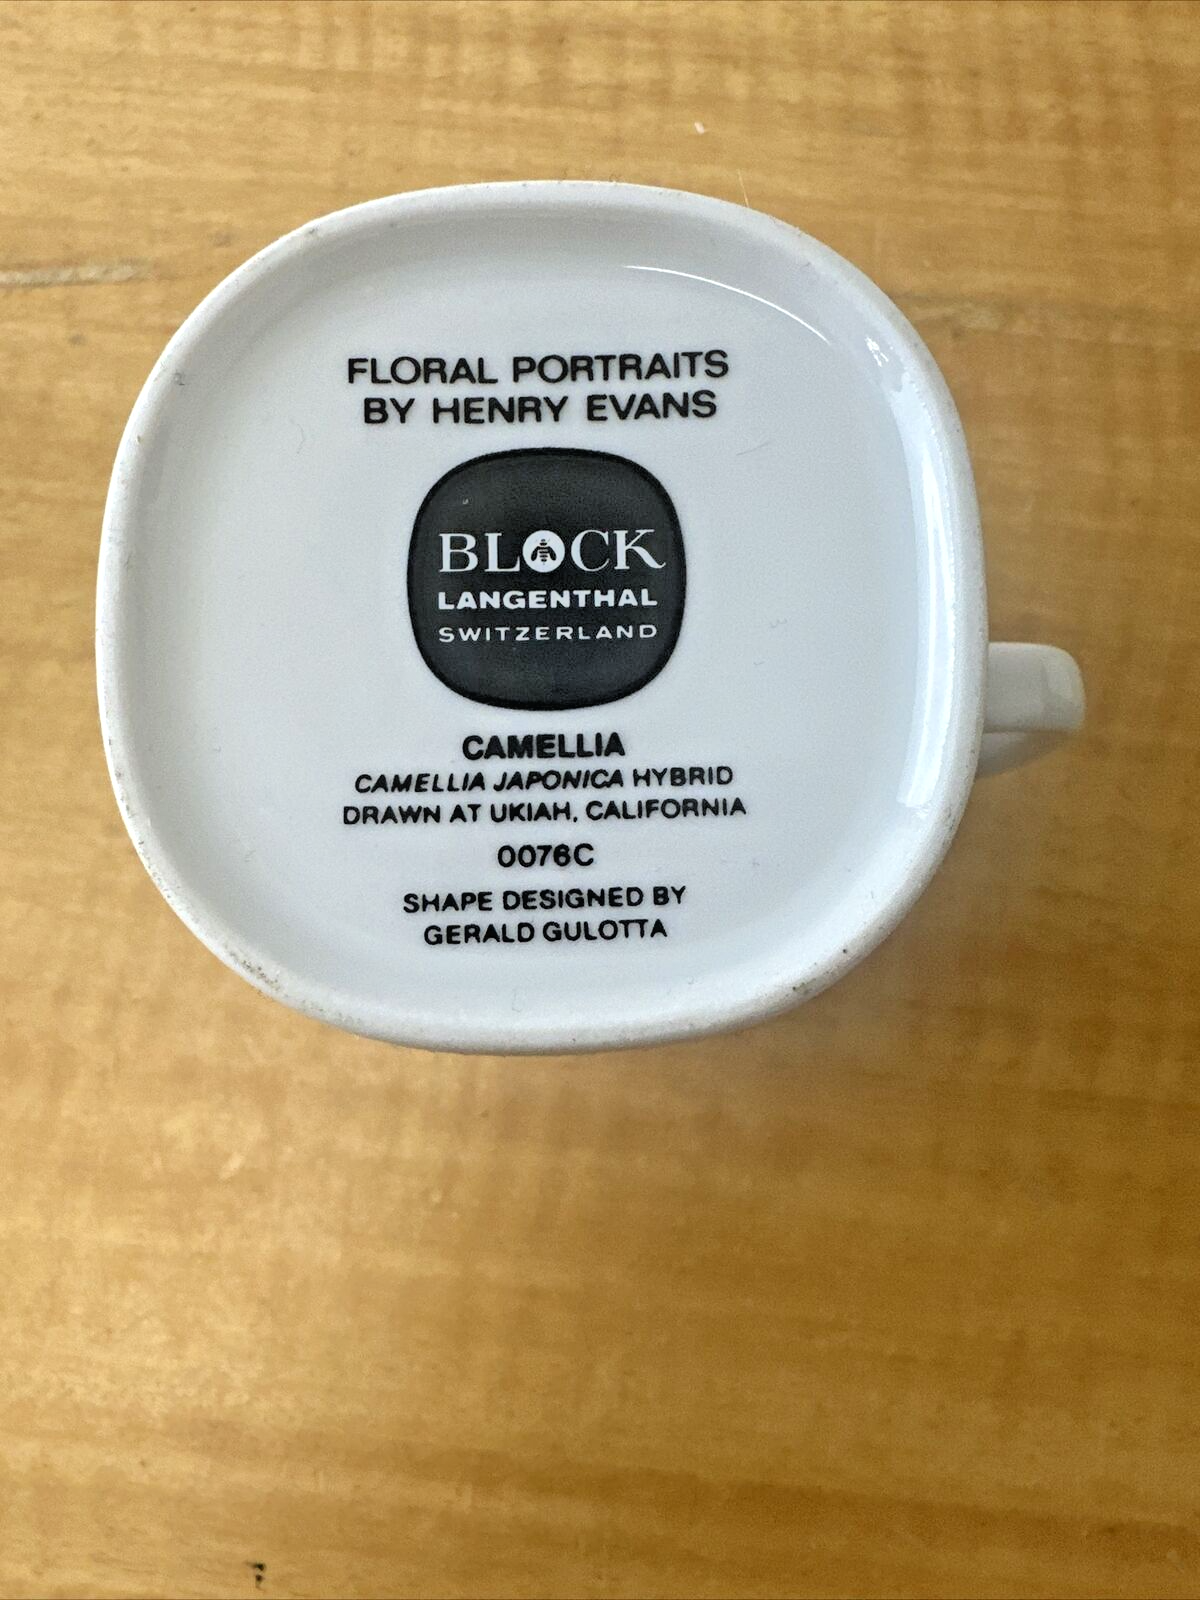 FLORAL PORTRAITS
BY HENRY EVANS
BLOCK
LANGENTHAL
SWITZERLAND
CAMELLIA
CAMELLIA JAPONICA HYBRID
DRAWN AT UKIAH, CALIFORNIA
0076C
SHAPE DESIGNED BY
GERALD GULOTTA